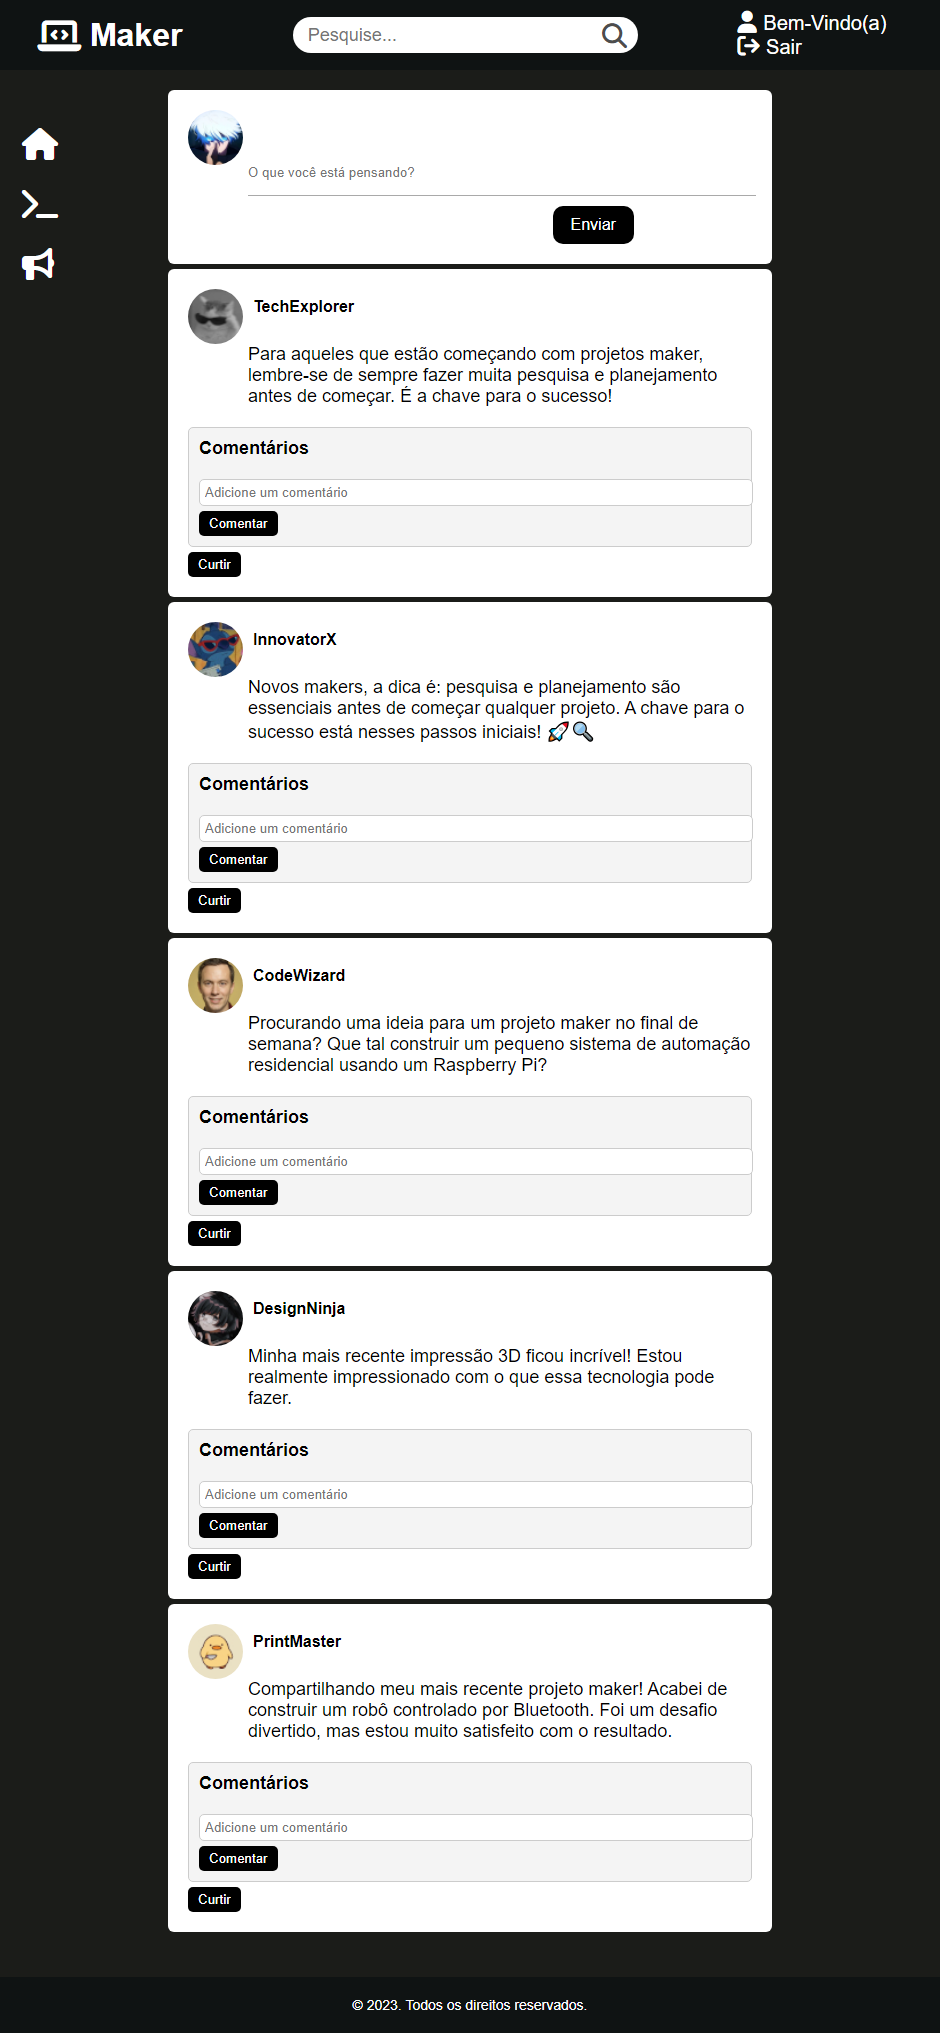 Maker
Pesquise...
Bem-Vindo(a)
Sair
O que você está pensando?
Enviar
TechExplorer
Para aqueles que estão começando com projetos maker,
lembre-se de sempre fazer muita pesquisa e planejamento
antes de começar. É a chave para o sucesso!
Comentários
Adicione um comentário
Comentar
Curtir
InnovatorX
Novos makers, a dica é: pesquisa e planejamento são
essenciais antes de começar qualquer projeto. A chave para o
sucesso está nesses passos iniciais! 🚀🔍
Comentários
Adicione um comentário
Comentar
Curtir
CodeWizard
Procurando uma ideia para um projeto maker no final de
semana? Que tal construir um pequeno sistema de automação
residencial usando um Raspberry Pi?
Comentários
Adicione um comentário
Comentar
Curtir
DesignNinja
Minha mais recente impressão 3D ficou incrível! Estou
realmente impressionado com o que essa tecnologia pode
fazer.
Comentários
Adicione um comentário
Comentar
Curtir
PrintMaster
Compartilhando meu mais recente projeto maker! Acabei de
construir um robô controlado por Bluetooth. Foi um desafio
divertido, mas estou muito satisfeito com o resultado.
Comentários
Adicione um comentário
Comentar
Curtir
© 2023. Todos os direitos reservados.